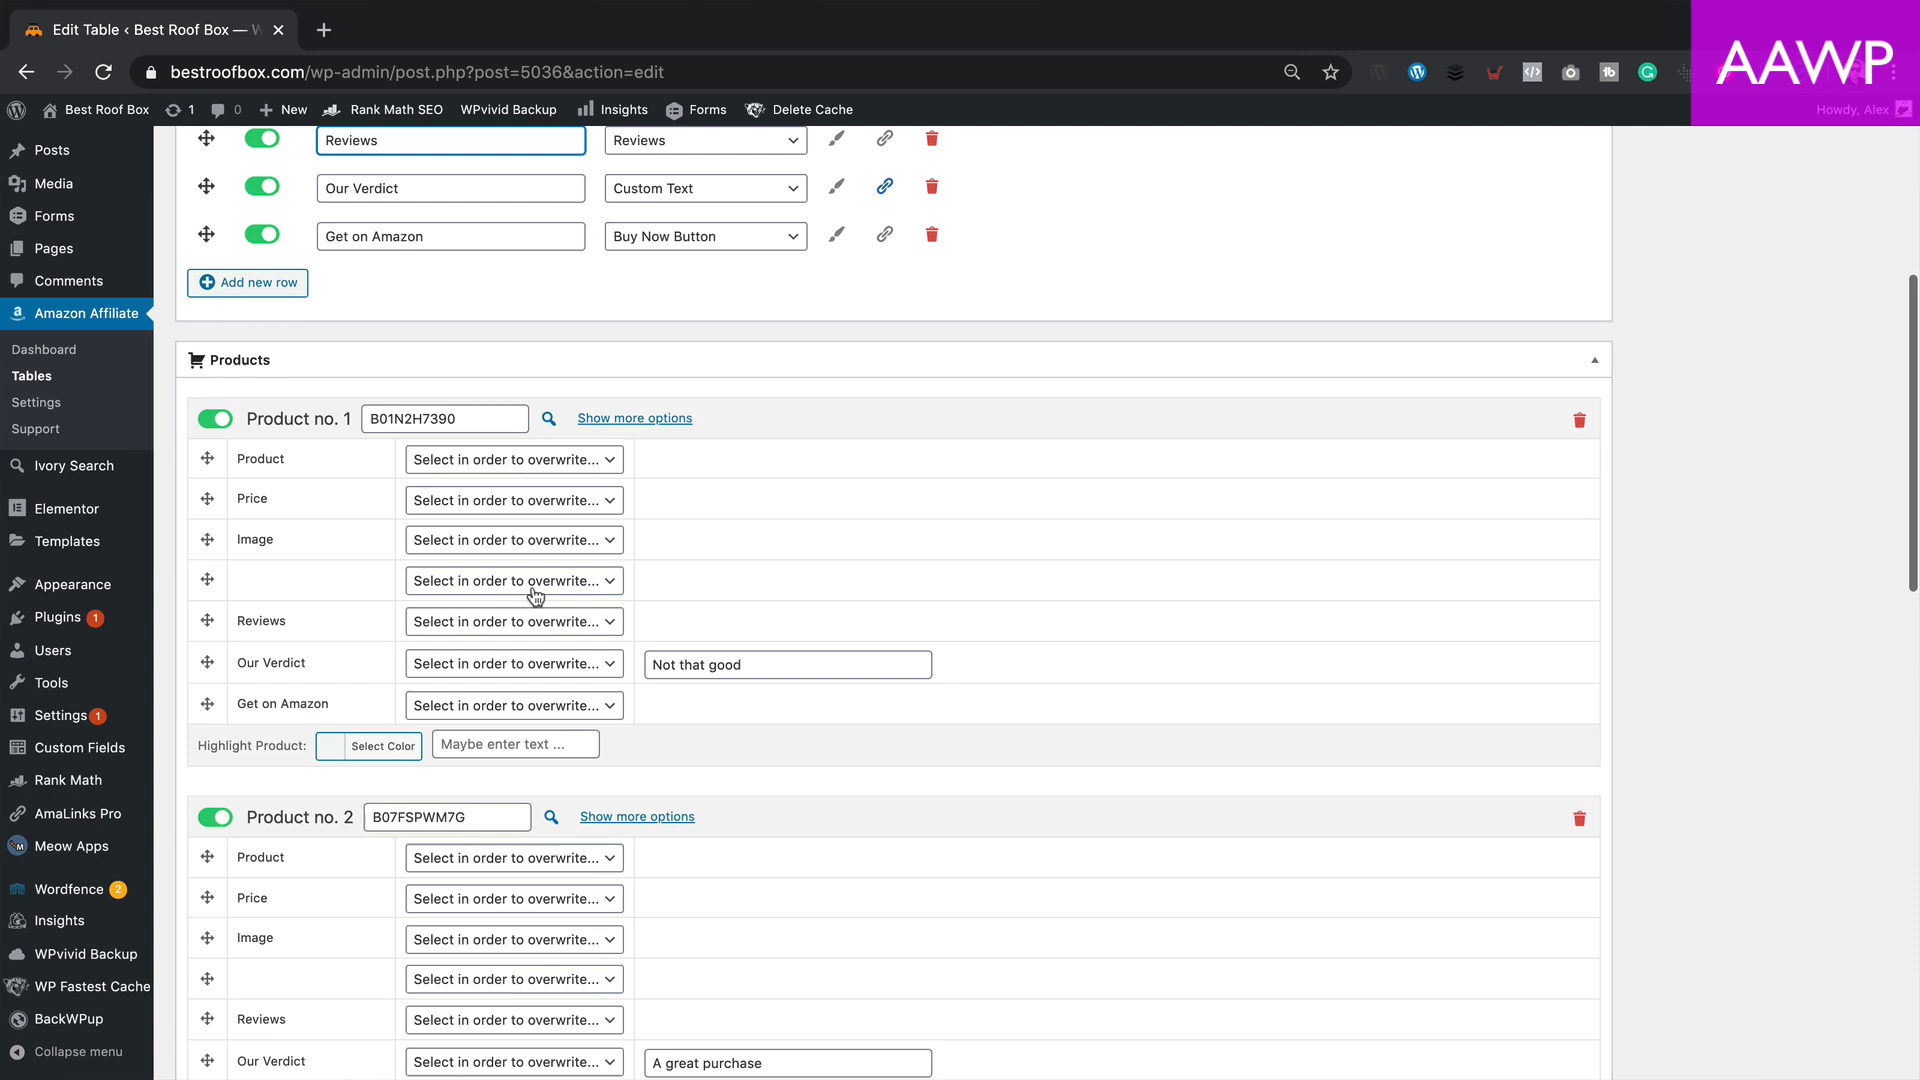 Edit Table ‹ Best Roof Box —
AAWP
bestroofbox.com/wp-admin/post.php?post=5036&action=edit
Best Roof Box 1 0 New Rank Math SEO WPvivid Backup Insights Forms Delete Cache Howdy, Alex
Posts
Media
Forms
Pages
Comments
Amazon Affiliate
Dashboard
Tables
Settings
Support
Ivory Search
Elementor
Templates
Appearance
Plugins 1
Users
Tools
Settings 1
Custom Fields
Rank Math
AmaLinks Pro
Meow Apps
Wordfence 2
Insights
WPvivid Backup
WP Fastest Cache
BackWPup
Collapse menu
Reviews Reviews
Our Verdict Custom Text
Get on Amazon Buy Now Button
Add new row
Products
Product no. 1 B01N2H7390 Show more options
Product Select in order to overwrite...
Price Select in order to overwrite...
Image Select in order to overwrite...
Select in order to overwrite...
Reviews Select in order to overwrite...
Our Verdict Select in order to overwrite... Not that good
Get on Amazon Select in order to overwrite...
Highlight Product: Select Color Maybe enter text ...
Product no. 2 B07FSPWM7G Show more options
Product Select in order to overwrite...
Price Select in order to overwrite...
Image Select in order to overwrite...
Select in order to overwrite...
Reviews Select in order to overwrite...
Our Verdict Select in order to overwrite... A great purchase